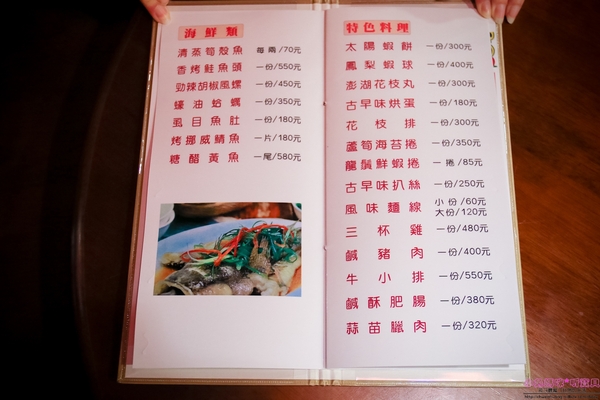 海鮮類
清蒸筍殼魚 每兩/70元
香烤鮭魚頭 一份/550元
勁辣胡椒風螺 一份/450元
蠔油蛤蠣 一份/350元
虱目魚肚 一份/180元
烤挪威鯖魚 一片/180元
糖醋黃魚 一尾/580元
特色料理
太陽蝦餅 一份/300元
鳳梨蝦球 一份/400元
澎湖花枝丸 一份/300元
古早味烘蛋 一份/180元
花枝排 一份/300元
蘆筍海苔捲 一份/350元
龍鬚鮮蝦捲 一捲/85元
古早味扒絲 一份/250元
風味麵線 小份/60元
大份/120元
三杯雞 一份/480元
鹹豬肉 一份/400元
牛小排 一份/550元
鹹酥肥腸 一份/380元
蒜苗臘肉 一份/320元